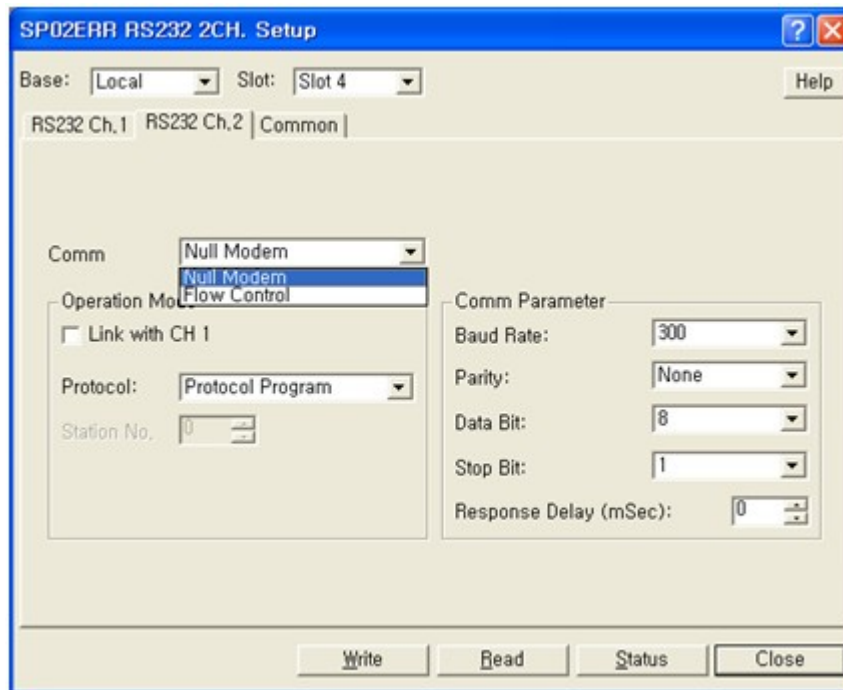 SP02ERR RS232 2CH. Setup
Base: Local Slot: Slot 4 Help
RS232 Ch.1 RS232 Ch.2 Common
Comm Null Modem
Null Modem
Flow Control
Operation Mo
Link with CH 1
Protocol: Protocol Program
Station No. 0
Comm Parameter
Baud Rate: 300
Parity: None
Data Bit: 8
Stop Bit: 1
Response Delay (mSec): 0
Write Read Status Close